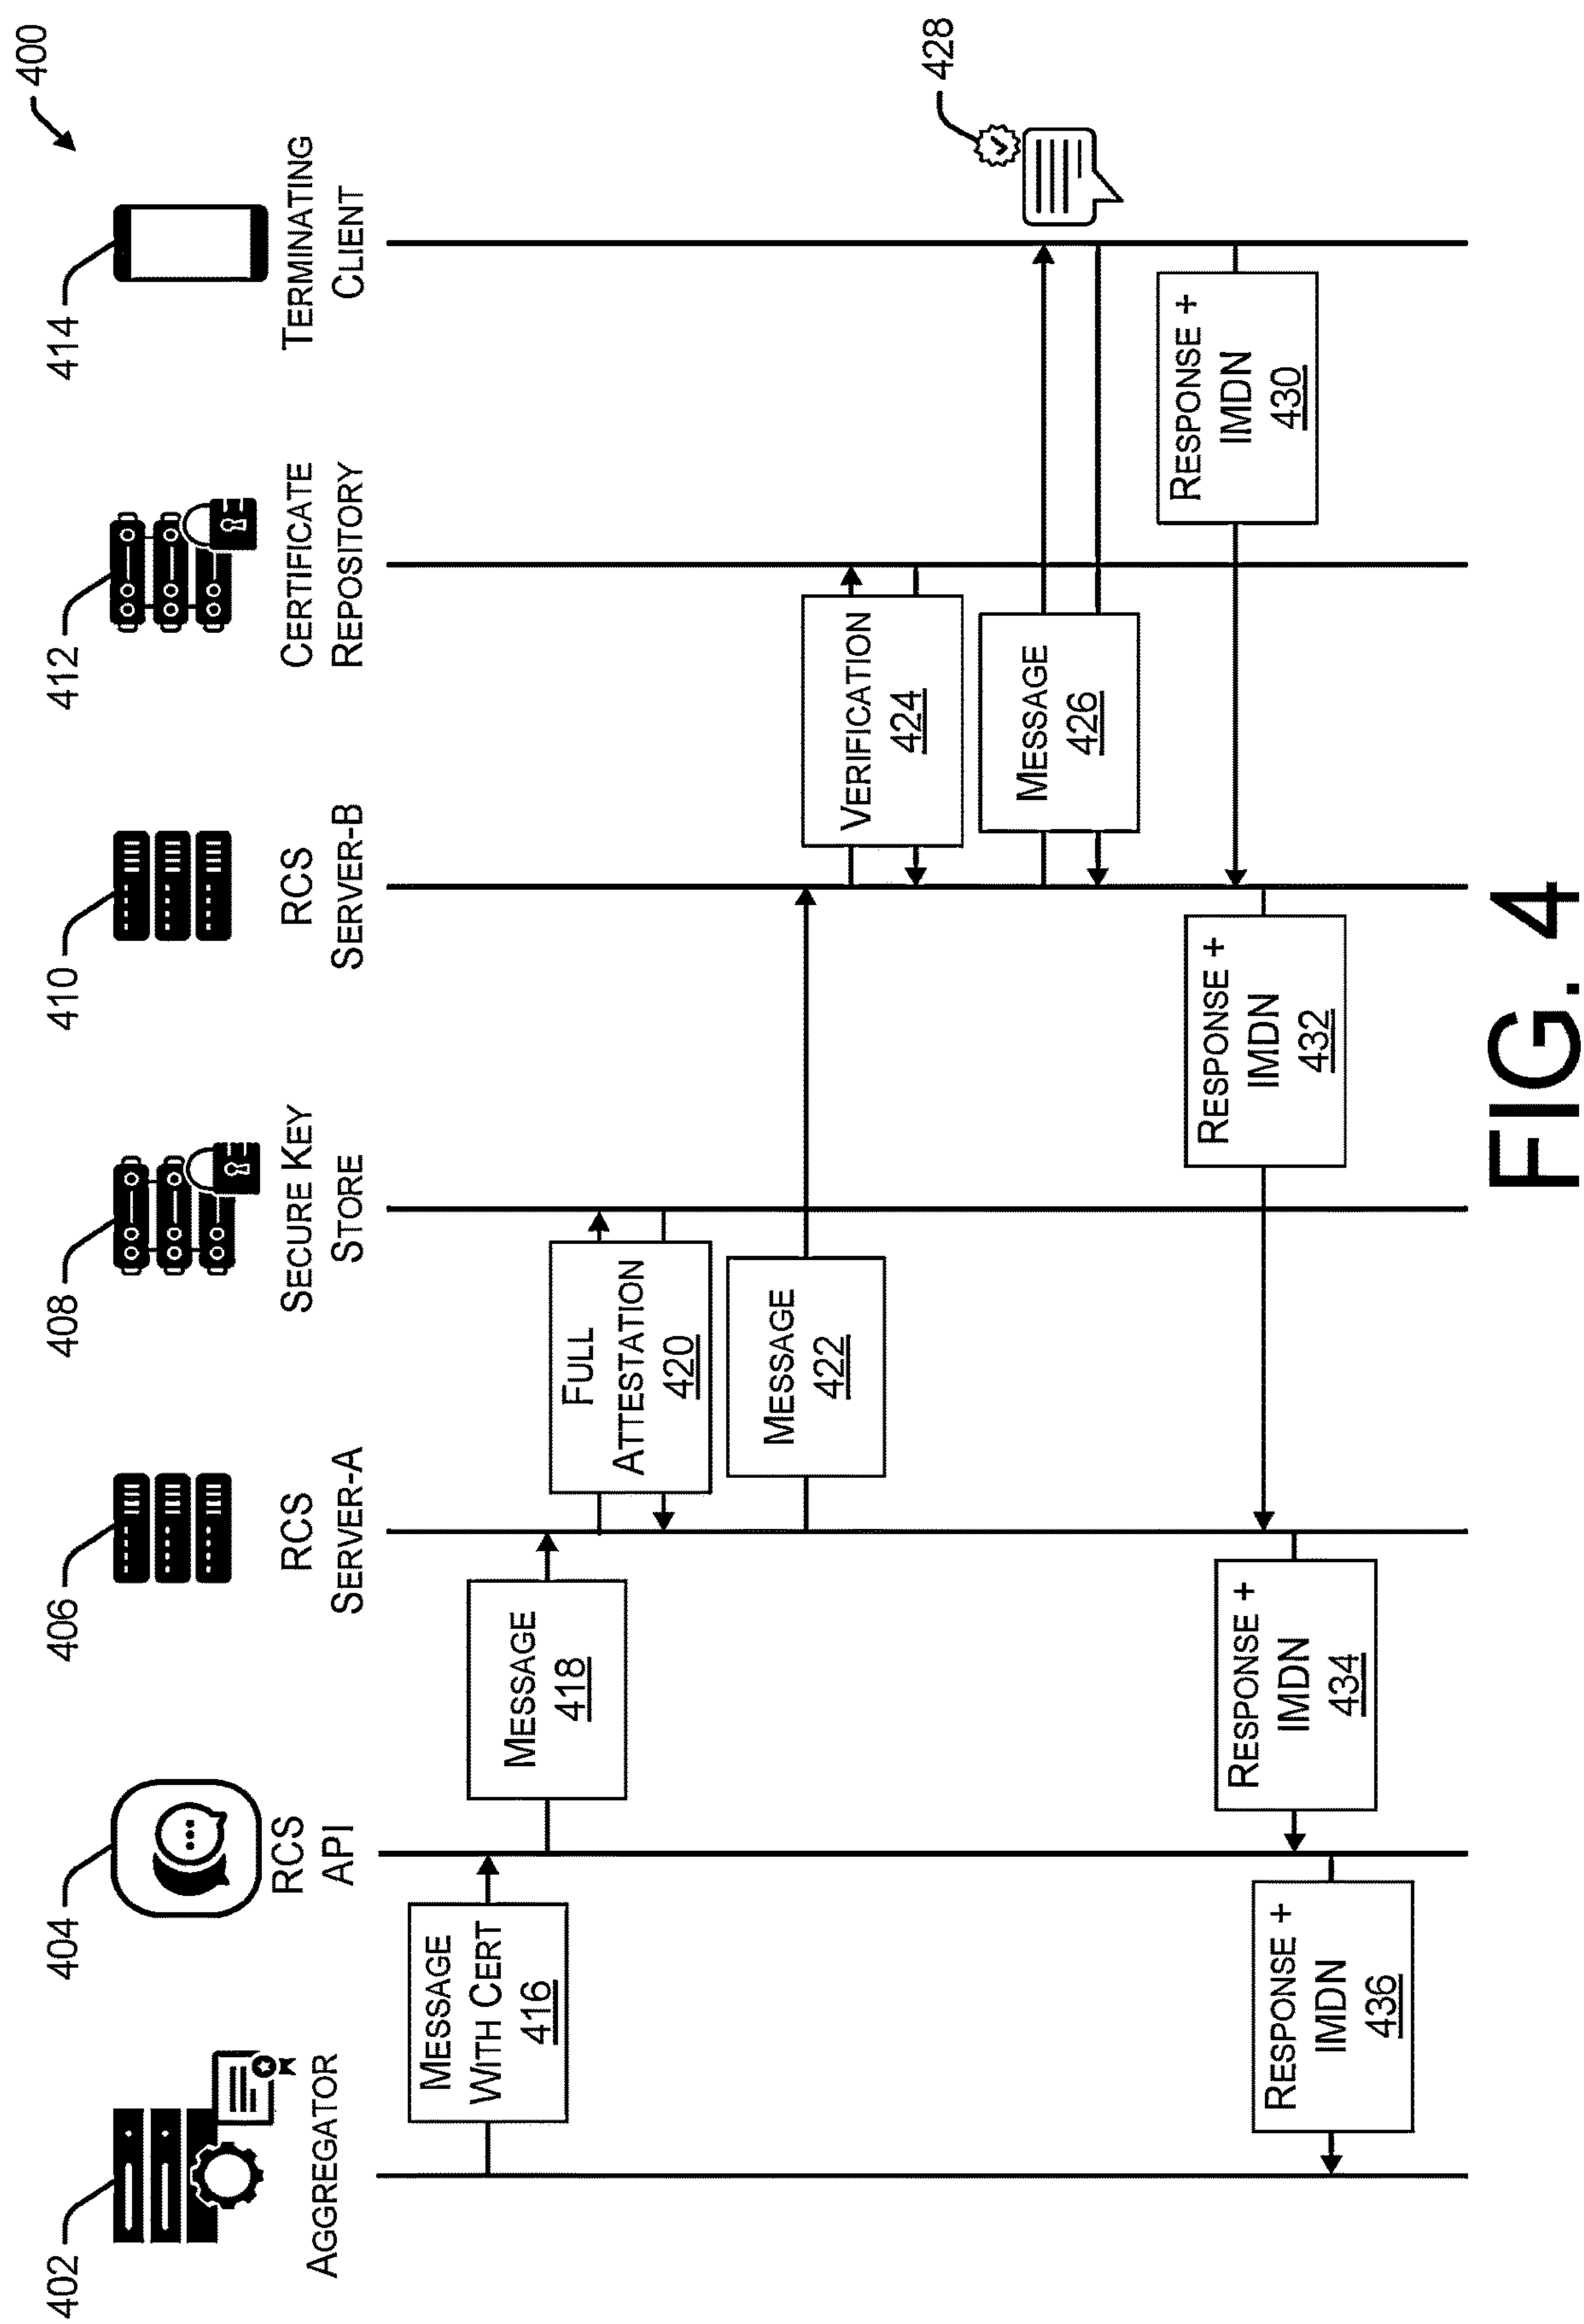 400
402
AGGREGATOR
404
RCS
API
406
RCS
SERVER-A
408
SECURE KEY
STORE
410
RCS
SERVER-B
412
CERTIFICATE
REPOSITORY
414
TERMINATING
CLIENT
MESSAGE
WITH CERT
416
MESSAGE
418
FULL
ATTESTATION
420
MESSAGE
422
VERIFICATION
424
MESSAGE
426
428
RESPONSE +
IMDN
430
RESPONSE +
IMDN
432
RESPONSE +
IMDN
434
RESPONSE +
IMDN
436
FIG. 4